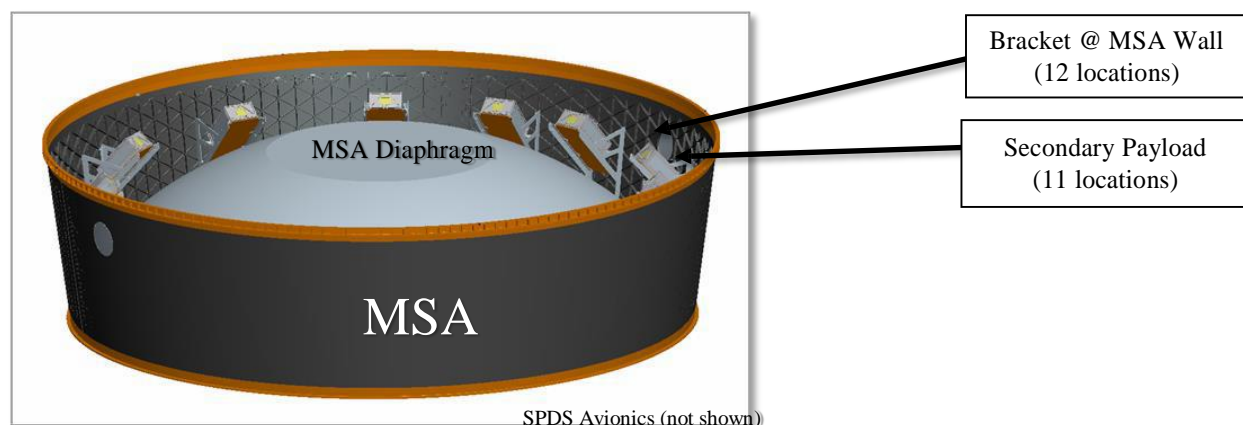 Bracket @ MSA Wall
(12 locations)
Secondary Payload
(11 locations)
MSA Diaphragm
MSA
SPDS Avionics (not shown)